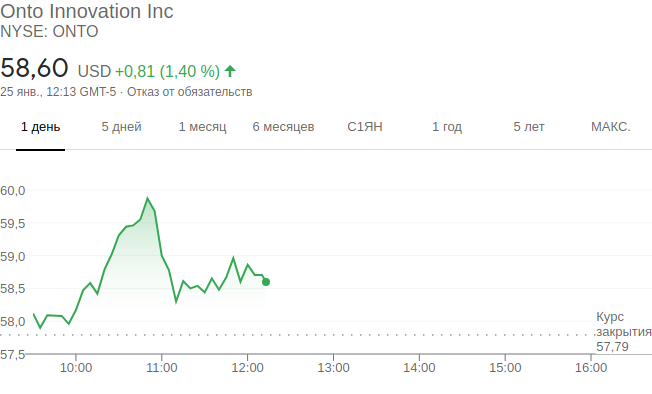 Onto Innovation Inc
NYSE: ONTO
58,60 USD +0,81 (1,40 %)
25 янв., 12:13 GMT-5 · Отказ от обязательств
1 день 5 дней 1 месяц 6 месяцев С1ЯН 1 год 5 лет МАКС.
60,0
59,5
59,0
58,5
58,0
57,5
Курс
закрытия
57,79
10:00 11:00 12:00 13:00 14:00 15:00 16:00